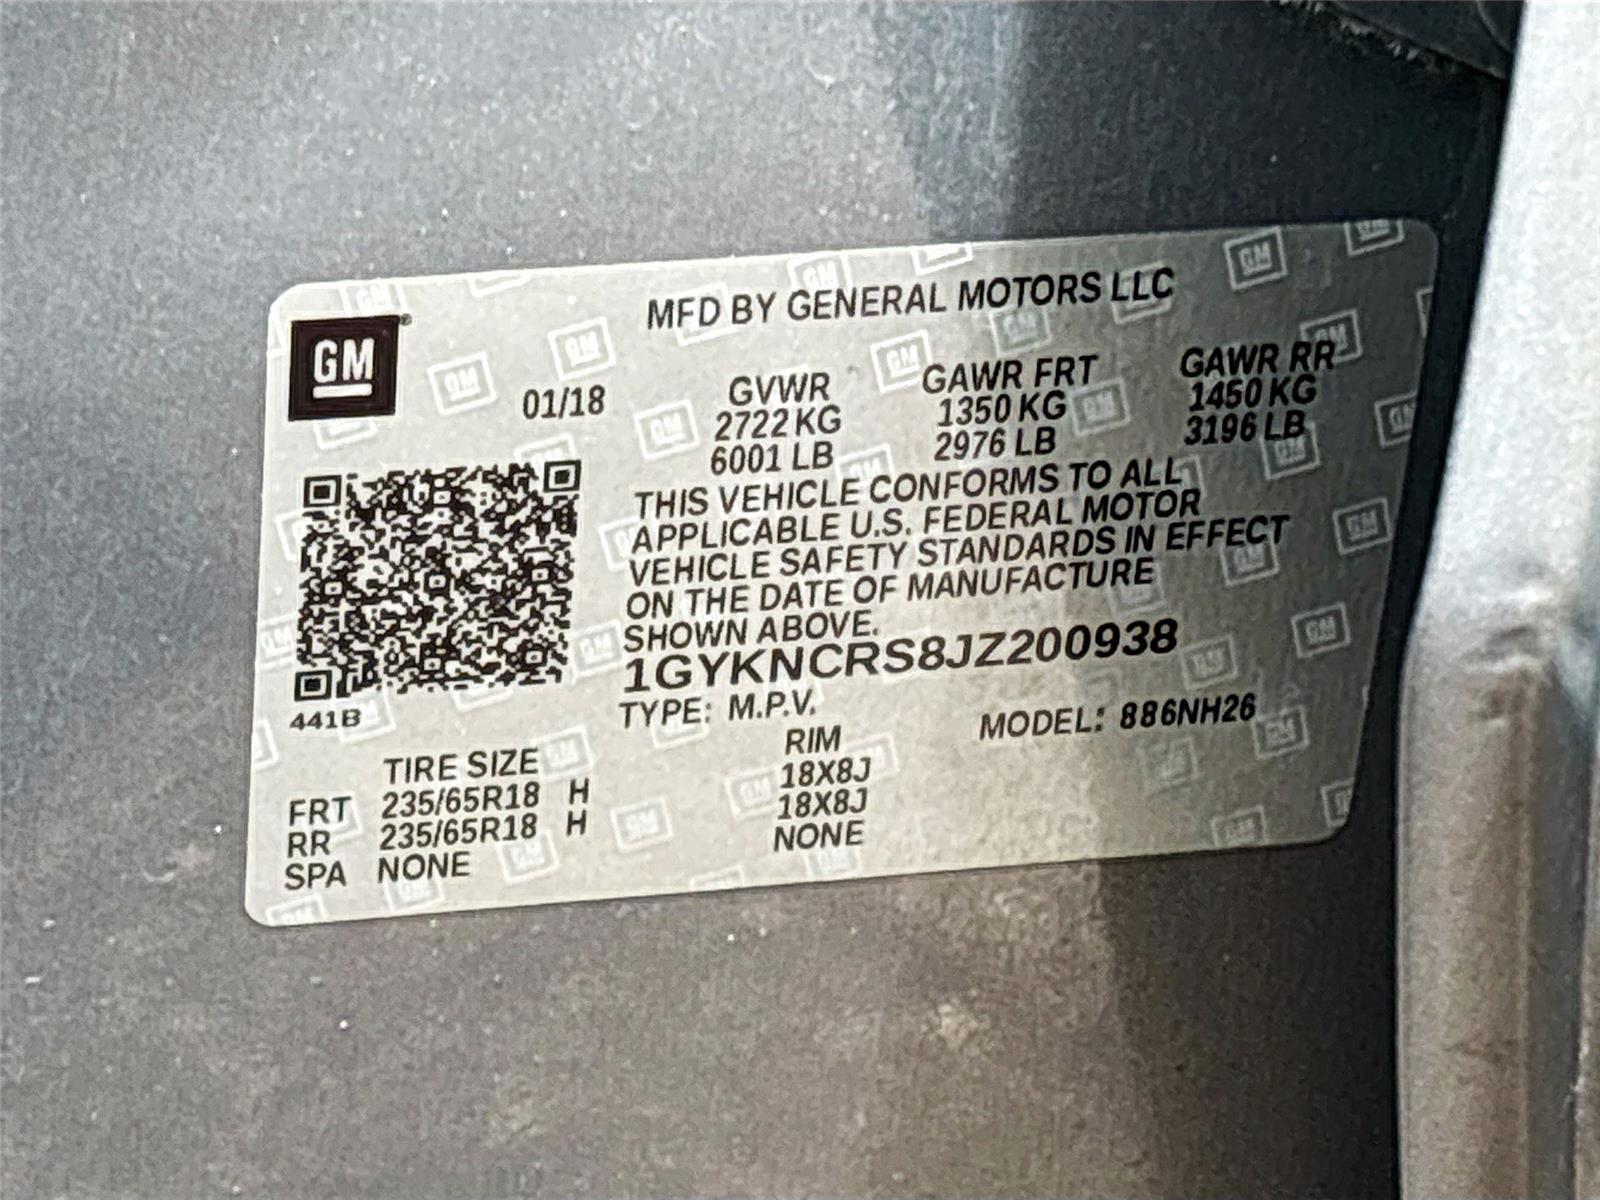 MFD BY GENERAL MOTORS LLC
GM
01/18
GVWR GAWR FRT GAWR RR
2722 KG 1350 KG 1450 KG
6001 LB 2976 LB 3196 LB
THIS VEHICLE CONFORMS TO ALL
APPLICABLE U.S. FEDERAL MOTOR
VEHICLE SAFETY STANDARDS IN EFFECT
ON THE DATE OF MANUFACTURE
SHOWN ABOVE.
1GYKNCRS8JZ200938
TYPE: M.P.V. MODEL: 886NH26
441B
TIRE SIZE RIM
FRT 235/65R18 H 18X8J
RR 235/65R18 H 18X8J
SPA NONE NONE